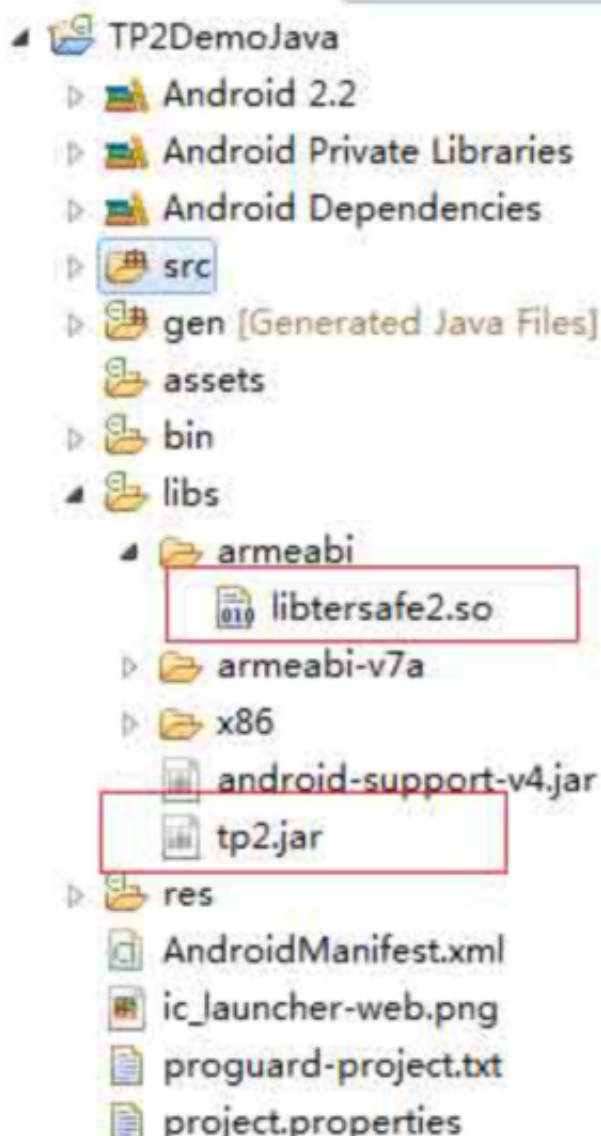 TP2DemoJava
Android 2.2
Android Private Libraries
Android Dependencies
src
gen [Generated Java Files]
assets
bin
libs
armeabi
libtersafe2.so
armeabi-v7a
x86
android-support-v4.jar
tp2.jar
res
AndroidManifest.xml
ic_launcher-web.png
proguard-project.txt
project.properties